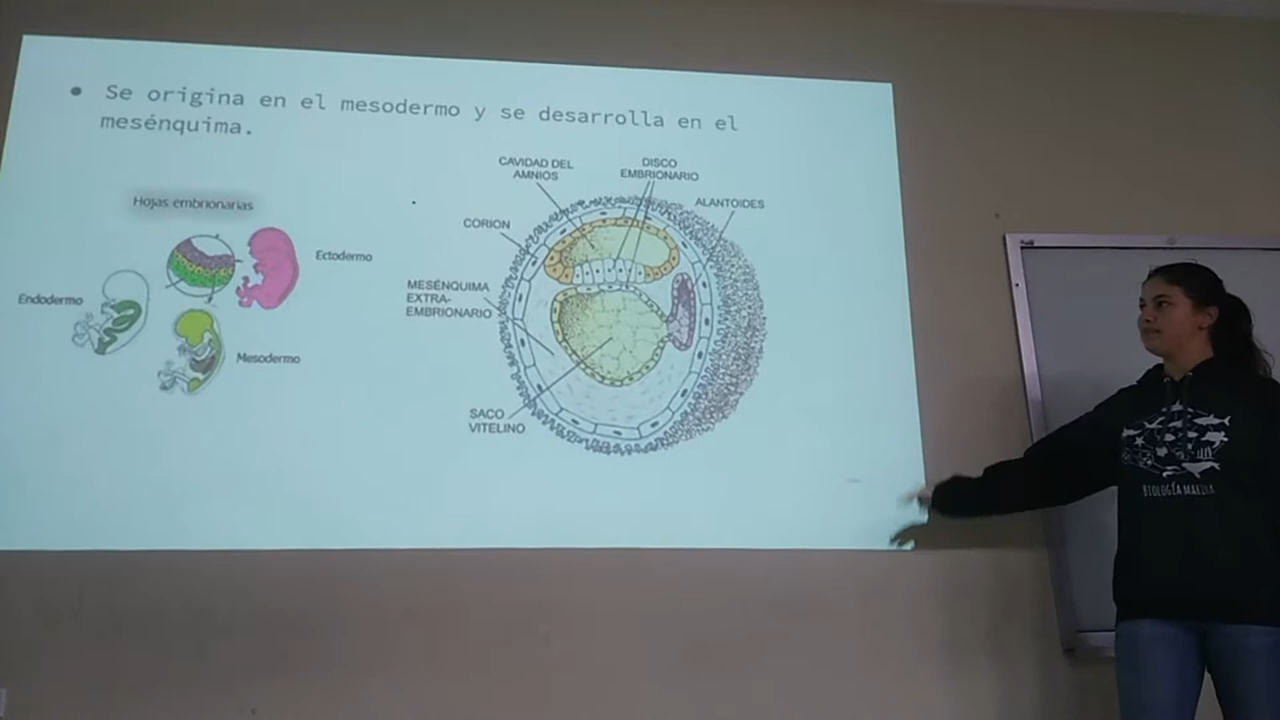 Se origina en el mesodermo y se desarrolla en el
mesénquima.
Hojas embrionarias
Ectodermo
Endodermo
Mesodermo
CAVIDAD DEL
AMNIOS
DISCO
EMBRIONARIO
ALANTOIDES
CORION
MESÉNQUIMA
EXTRA-
EMBRIONARIO
SACO
VITELINO
BIOLOGÍA MARINA